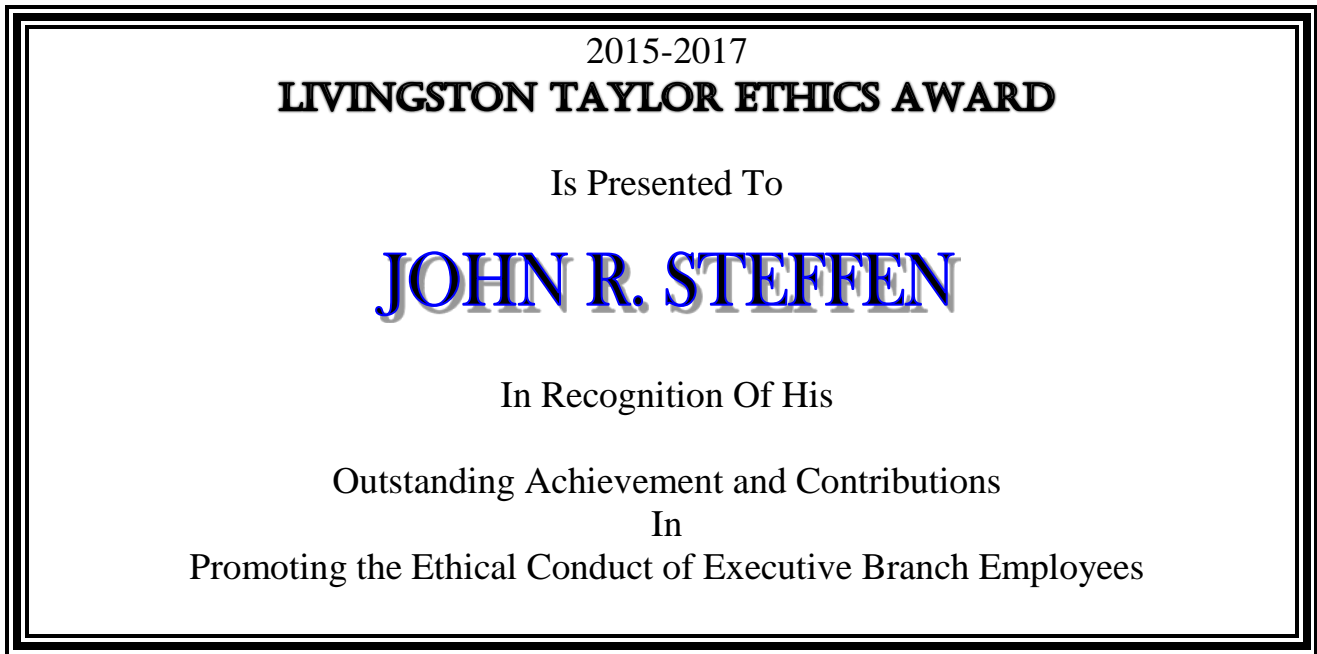 2015-2017
LIVINGSTON TAYLOR ETHICS AWARD
Is Presented To
JOHN R. STEFFEN
In Recognition Of His
Outstanding Achievement and Contributions
In
Promoting the Ethical Conduct of Executive Branch Employees